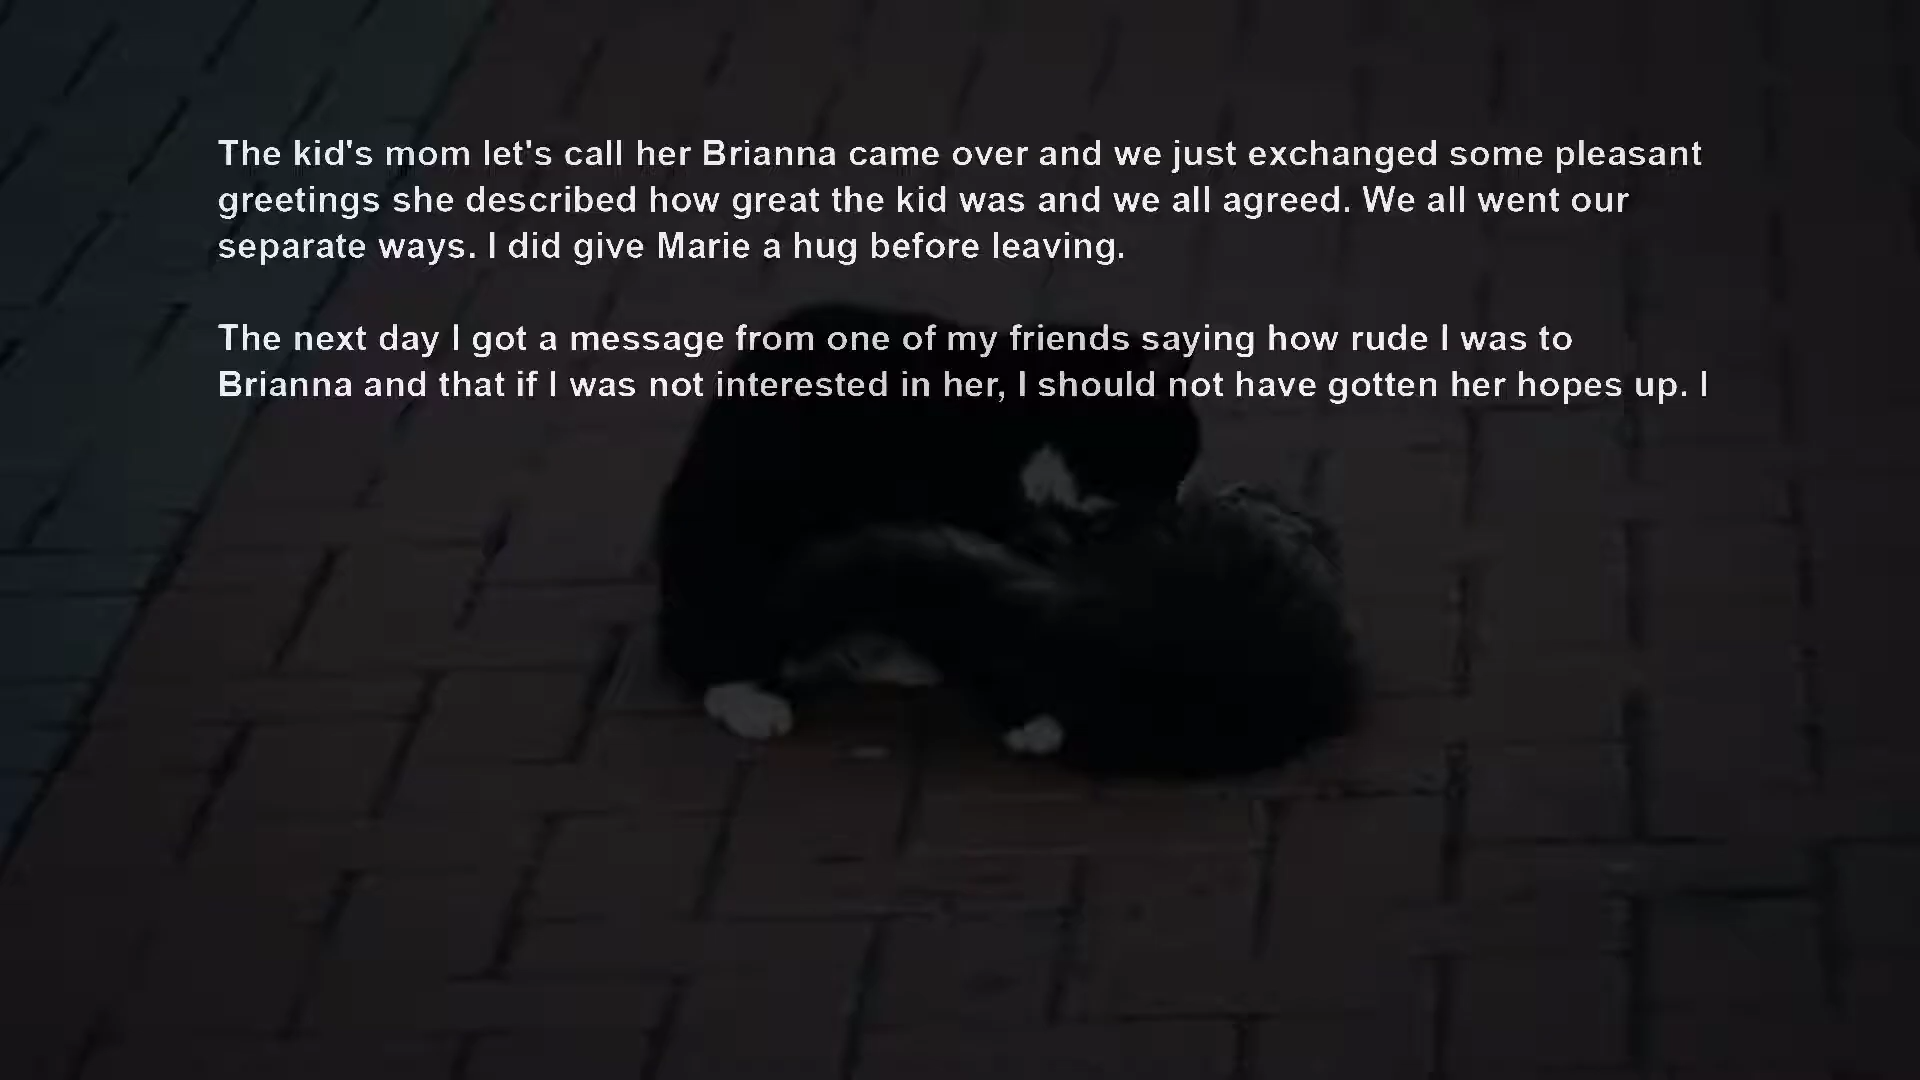 The kid's mom let's call her Brianna came over and we just exchanged some pleasant
greetings she described how great the kid was and we all agreed. We all went our
separate ways. I did give Marie a hug before leaving.
The next day I got a message from one of my friends saying how rude I was to
Brianna and that if I was not interested in her, I should not have gotten her hopes up. I